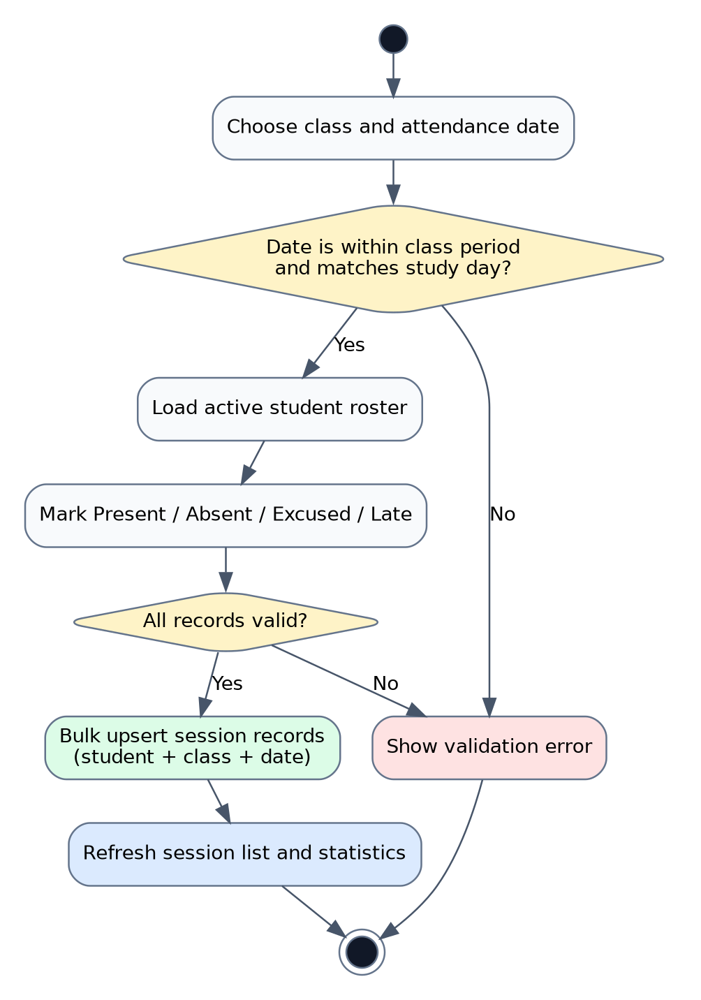 Choose class and attendance date
Date is within class period
and matches study day?
Yes
Load active student roster
Mark Present / Absent / Excused / Late
No
All records valid?
Yes
No
Bulk upsert session records
(student + class + date)
Show validation error
Refresh session list and statistics